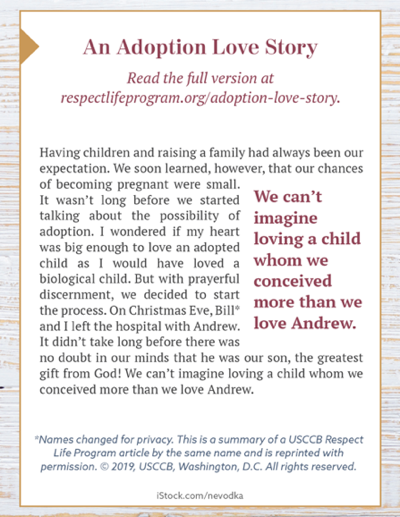 An Adoption Love Story
Read the full version at
respectlifeprogram.org/adoption-love-story.
Having children and raising a family had always been our
expectation. We soon learned, however, that our chances
of becoming pregnant were small.
It wasn't long before we started
talking about the possibility of
adoption. I wondered if my heart
was big enough to love an adopted
child as I would have loved a
biological child. But with prayerful
discernment, we decided to start
the process. On Christmas Eve, Bill*
and I left the hospital with Andrew.
It didn't take long before there was
no doubt in our minds that he was our son, the greatest
gift from God! We can't imagine loving a child whom we
conceived more than we love Andrew.
We can't
imagine
loving a child
whom we
conceived
more than we
love Andrew.
*Names changed for privacy. This is a summary of a USCCB Respect
Life Program article by the same name and is reprinted with
permission. © 2019, USCCB, Washington, D.C. All rights reserved.
iStock.com/nevodka